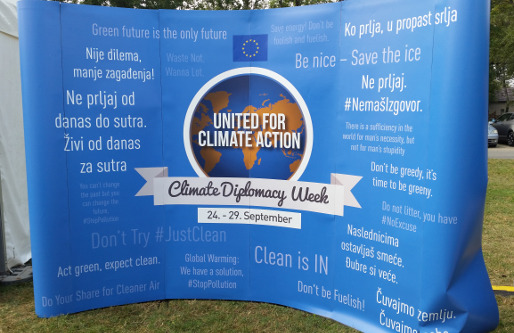 Green future is the only future
Save energy! Don't be
foolish and fuelish.
Ko prlja, u propast srlja
Nije dilema,
manje zagađenja!
Waste Not.
Wanna Lot.
Be nice – Save the ice
Ne prljaj od
danas do sutra.
Živi od danas
za sutra
Ne prljaj.
#NemašIzgovor.
UNITED FOR
CLIMATE ACTION
There is a sufficiency in the
world for man's necessity, but
not for man's stupidity
You can't change
the past but you
can change the
future.
#StopPollution
Climate Diplomacy Week
24. - 29. September
Don't be greedy, it's
time to be greeny.
Do not litter, you have
#NoExcuse
Don't Try #JustClean
Act green, expect clean.
Global Warming:
We have a solution,
#StopPollution
Clean is IN
Naslednicima
ostavljaš smeće.
Đubre si veće.
Do Your Share for Cleaner Air
Don't be Fuelish!
Čuvajmo zemlju.
Čuvajmo